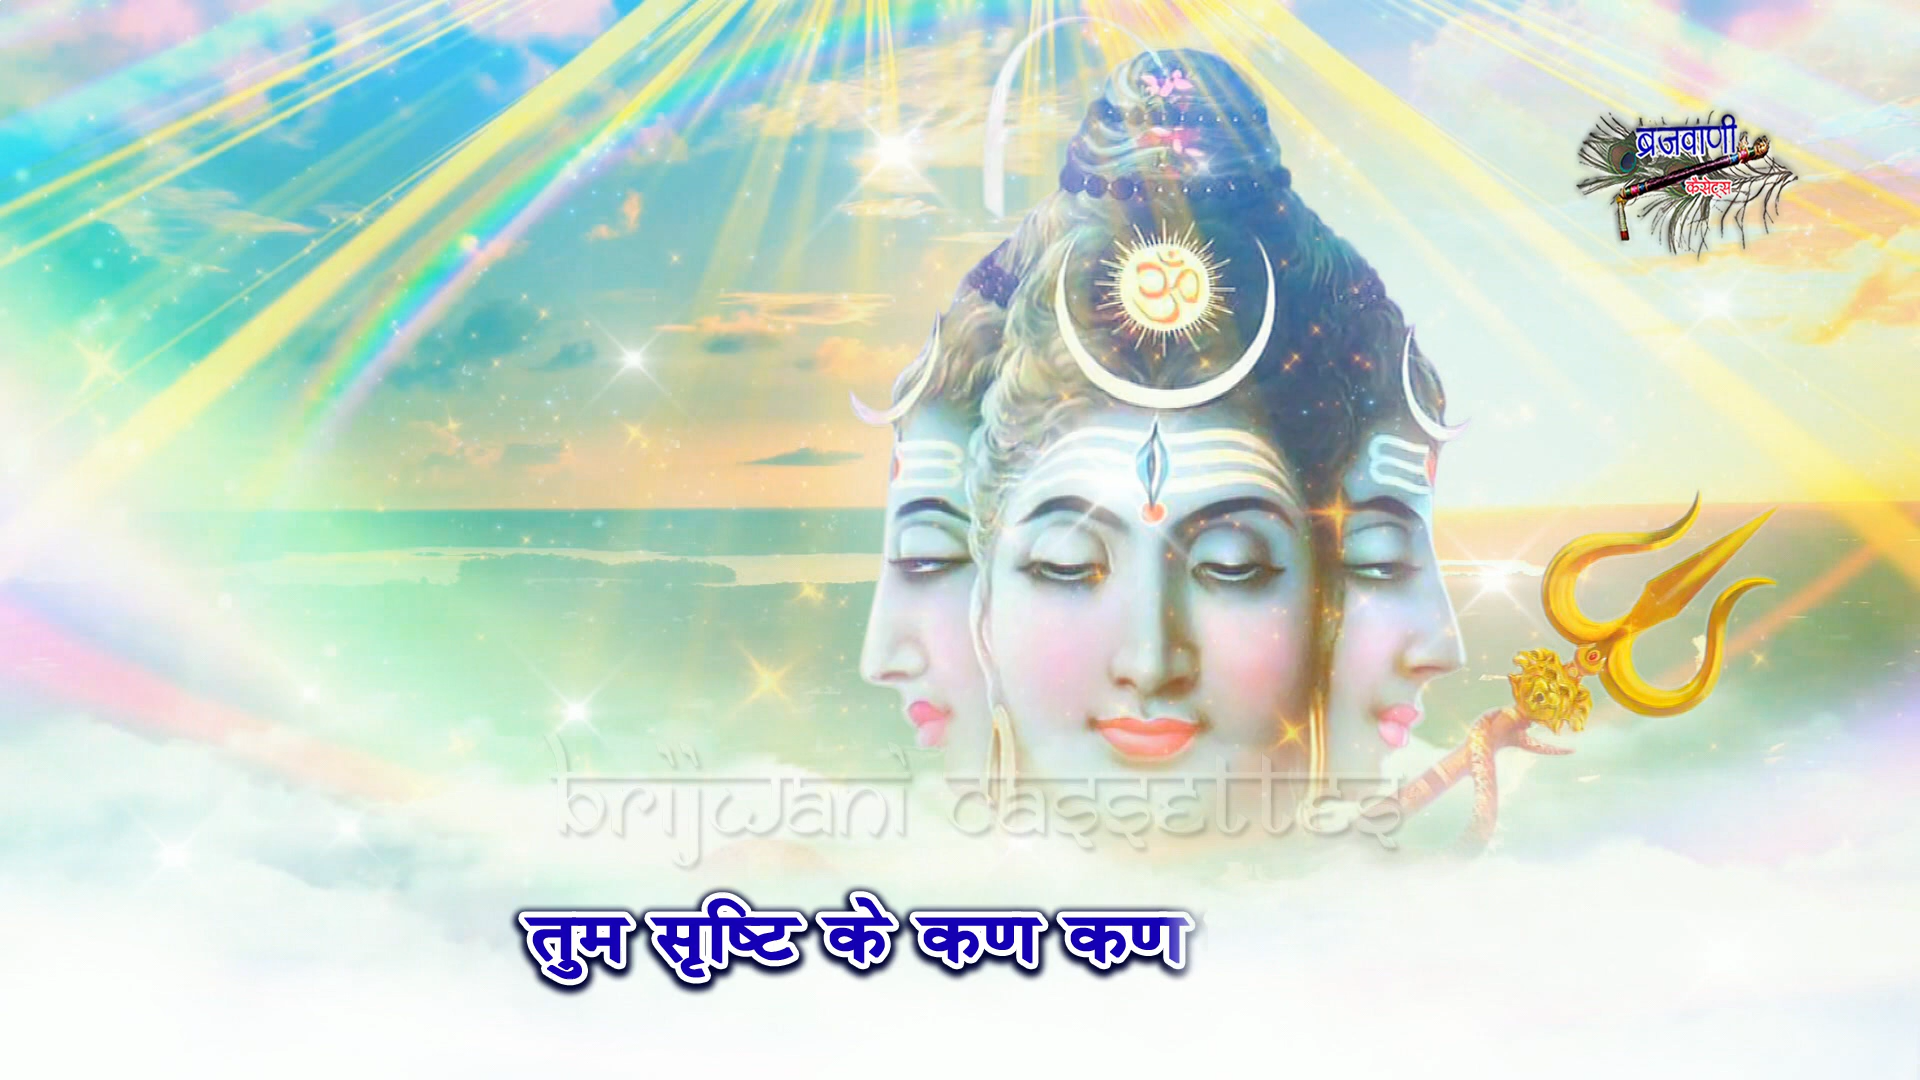 ब्रजवाणी
कैसेट्स
brijwani cassettes
तुम सृष्टि के कण कण